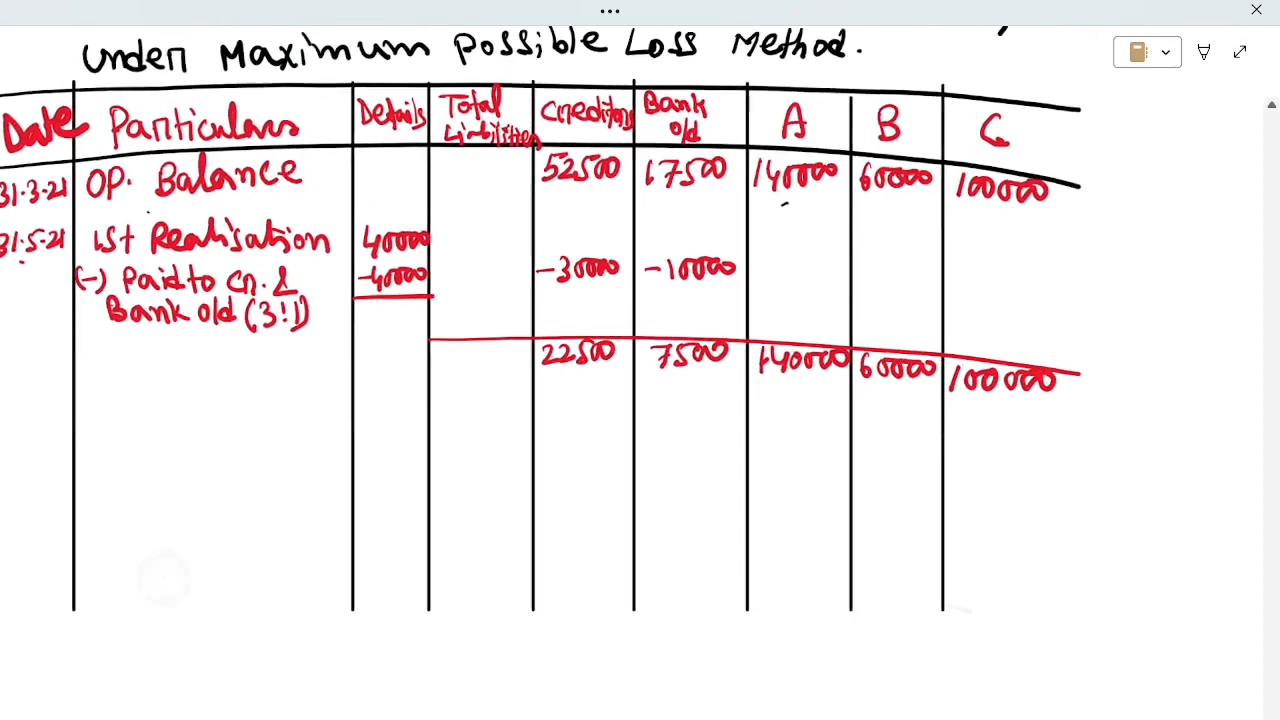 under Maximum Possible Loss Method.
Date Particulars Details Total Liabilities Creditors Bank o/d A B C
31-3-21 OP. Balance 52500 17500 140000 60000 100000
31-5-21 1st Realisation 40000
(-) Paid to Cr. & -40000 -30000 -10000
Bank o/d (3:1)
22500 7500 140000 60000 100000